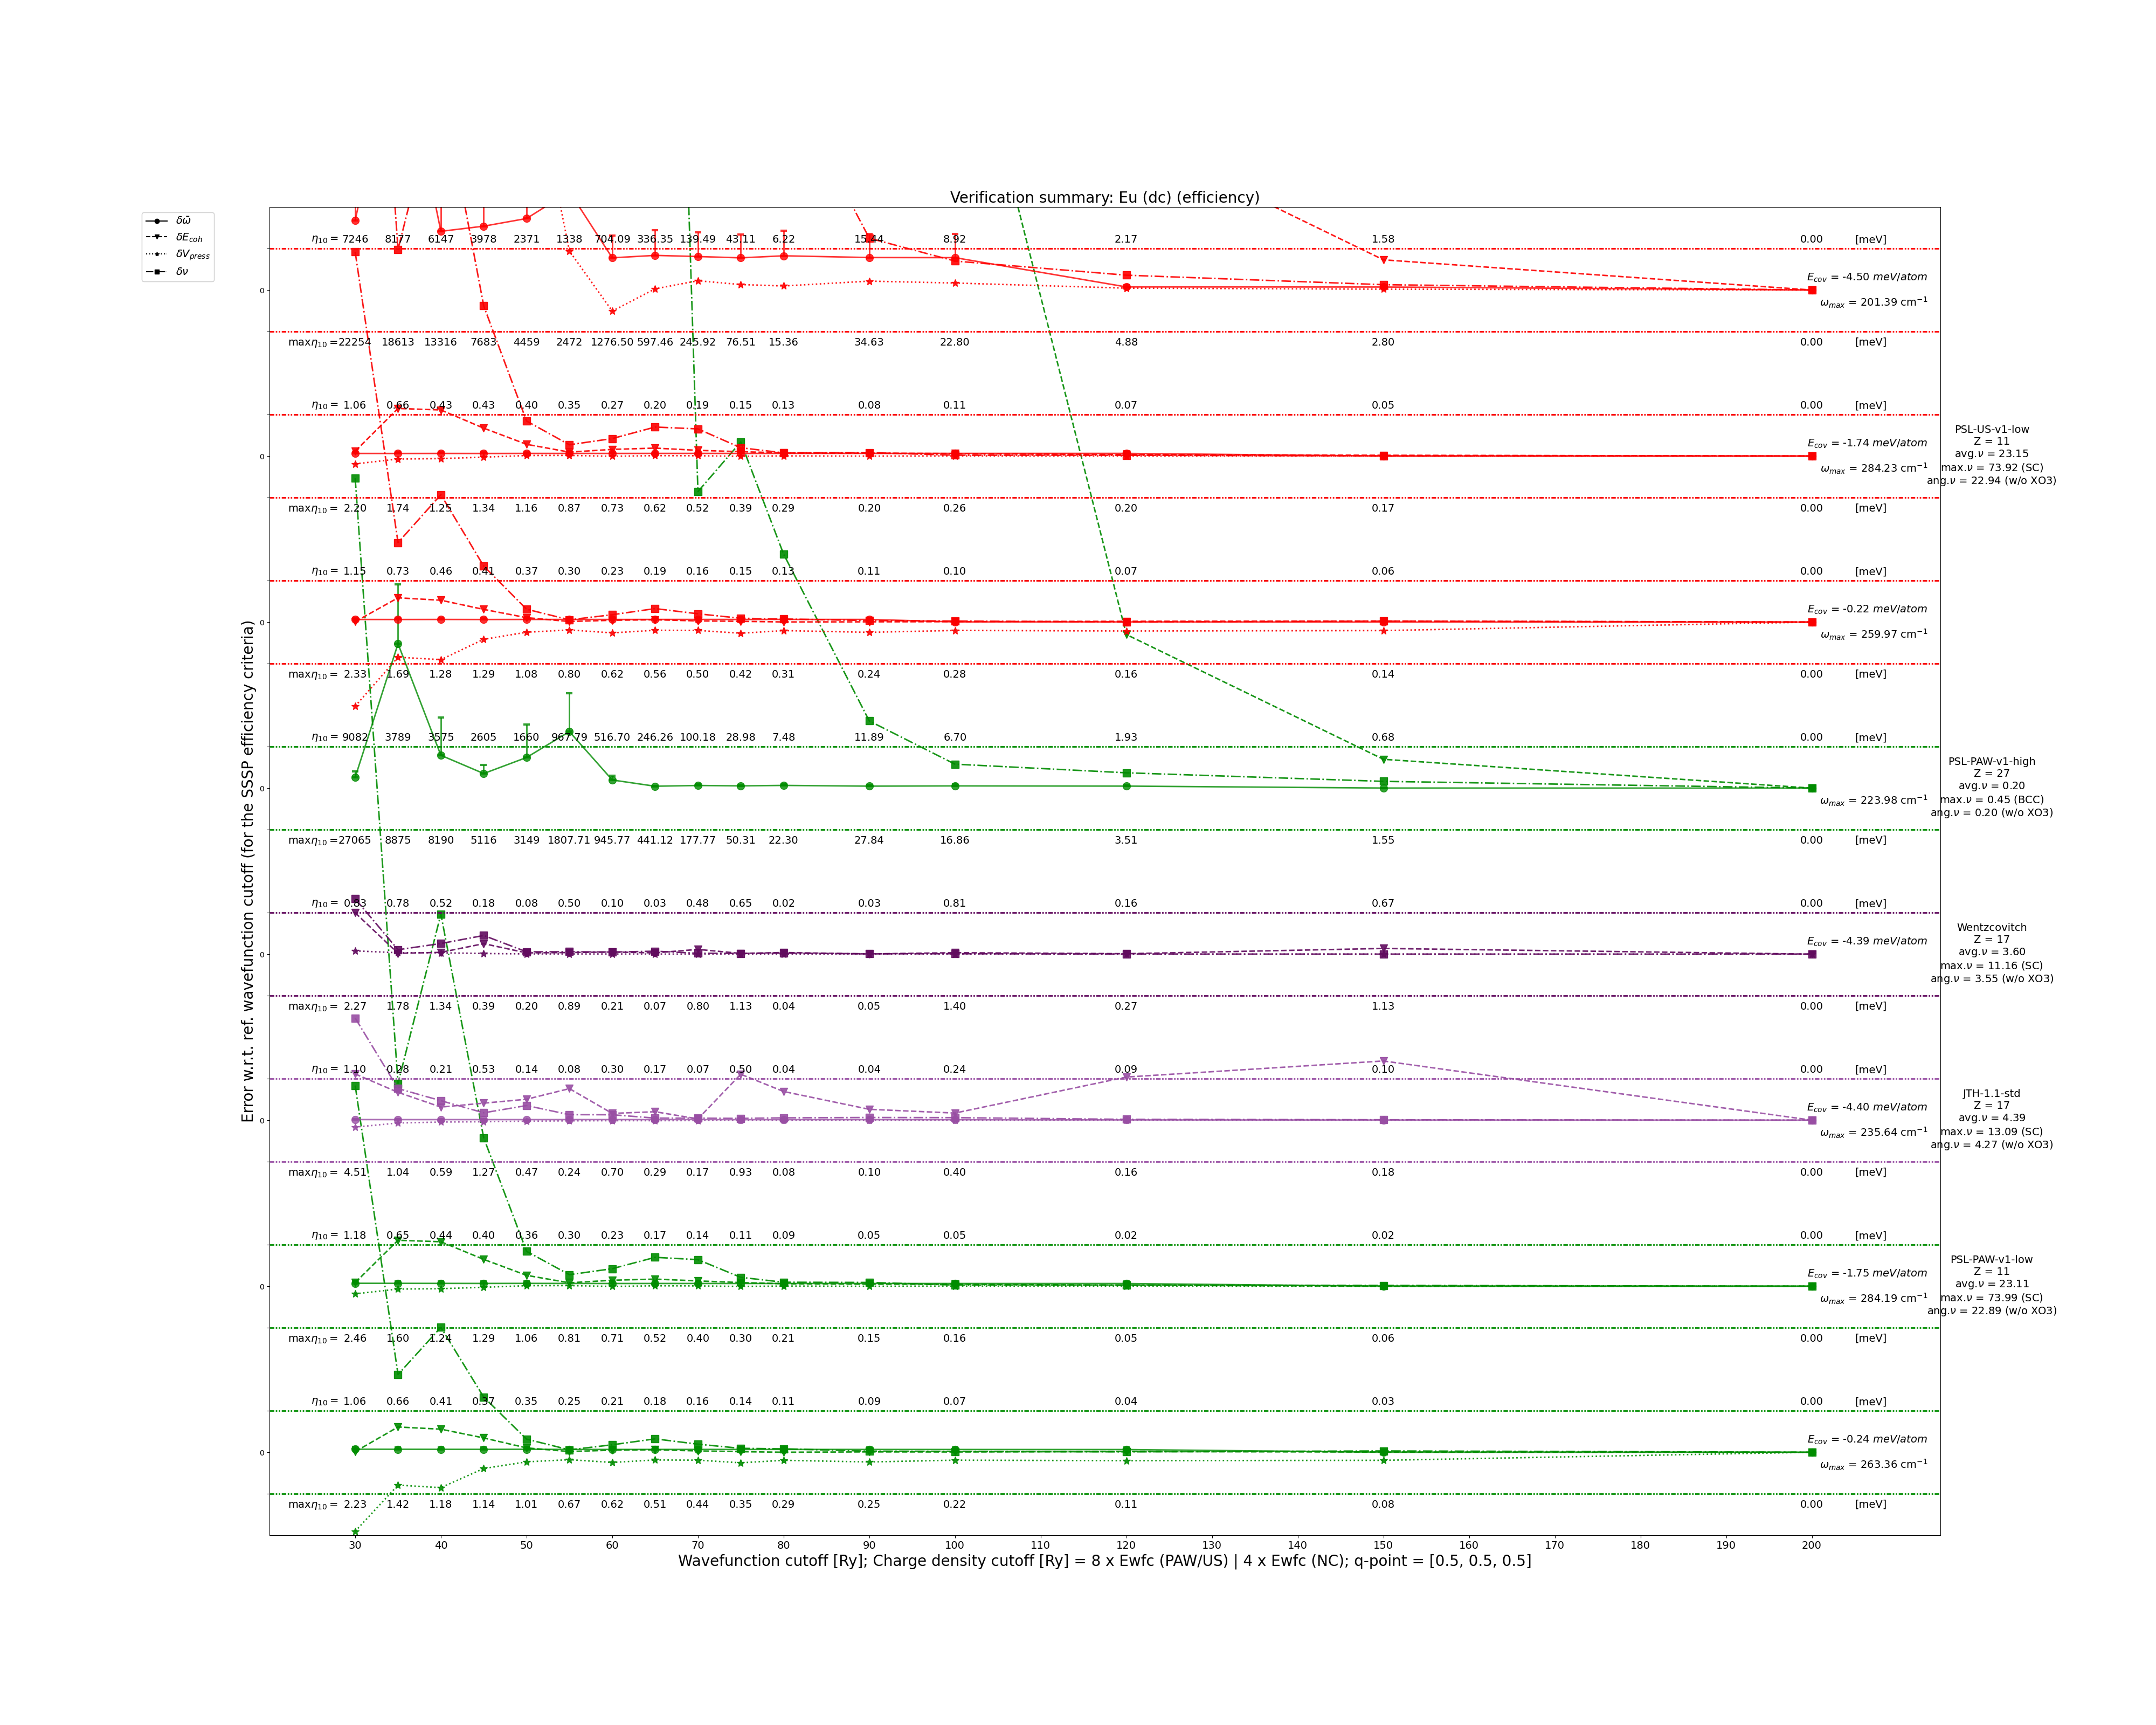 Verification summary: Eu (dc) (efficiency)
δω̄
δE_coh
δV_press
δν
Error w.r.t. ref. wavefunction cutoff (for the SSSP efficiency criteria)
η₁₀ = 7246 8177 6147 3978 2371 1338 704.09 336.35 139.49 43.11 6.22 15.44 8.92 2.17 1.58 0.00 [meV]
E_cov = -4.50 meV/atom
0
ω_max = 201.39 cm⁻¹
maxη₁₀ = 22254 18613 13316 7683 4459 2472 1276.50 597.46 245.92 76.51 15.36 34.63 22.80 4.88 2.80 0.00 [meV]
η₁₀ = 1.06 0.66 0.43 0.43 0.40 0.35 0.27 0.20 0.19 0.15 0.13 0.08 0.11 0.07 0.05 0.00 [meV]
E_cov = -1.74 meV/atom
0
ω_max = 284.23 cm⁻¹
PSL-US-v1-low
Z = 11
avg.ν = 23.15
max.ν = 73.92 (SC)
ang.ν = 22.94 (w/o XO3)
maxη₁₀ = 2.20 1.74 1.25 1.34 1.16 0.87 0.73 0.62 0.52 0.39 0.29 0.20 0.26 0.20 0.17 0.00 [meV]
η₁₀ = 1.15 0.73 0.46 0.41 0.37 0.30 0.23 0.19 0.16 0.15 0.13 0.11 0.10 0.07 0.06 0.00 [meV]
E_cov = -0.22 meV/atom
0
ω_max = 259.97 cm⁻¹
maxη₁₀ = 2.33 1.69 1.28 1.29 1.08 0.80 0.62 0.56 0.50 0.42 0.31 0.24 0.28 0.16 0.14 0.00 [meV]
η₁₀ = 9082 3789 3575 2605 1660 967.79 516.70 246.26 100.18 28.98 7.48 11.89 6.70 1.93 0.68 0.00 [meV]
0
ω_max = 223.98 cm⁻¹
PSL-PAW-v1-high
Z = 27
avg.ν = 0.20
max.ν = 0.45 (BCC)
ang.ν = 0.20 (w/o XO3)
maxη₁₀ = 27065 8875 8190 5116 3149 1807.71 945.77 441.12 177.77 50.31 22.30 27.84 16.86 3.51 1.55 0.00 [meV]
η₁₀ = 0.83 0.78 0.52 0.18 0.08 0.50 0.10 0.03 0.48 0.65 0.02 0.03 0.81 0.16 0.67 0.00 [meV]
E_cov = -4.39 meV/atom
0
Wentzcovitch
Z = 17
avg.ν = 3.60
max.ν = 11.16 (SC)
ang.ν = 3.55 (w/o XO3)
maxη₁₀ = 2.27 1.78 1.34 0.39 0.20 0.89 0.21 0.07 0.80 1.13 0.04 0.05 1.40 0.27 1.13 0.00 [meV]
η₁₀ = 1.10 0.28 0.21 0.53 0.14 0.08 0.30 0.17 0.07 0.50 0.04 0.04 0.24 0.09 0.10 0.00 [meV]
E_cov = -4.40 meV/atom
0
ω_max = 235.64 cm⁻¹
JTH-1.1-std
Z = 17
avg.ν = 4.39
max.ν = 13.09 (SC)
ang.ν = 4.27 (w/o XO3)
maxη₁₀ = 4.51 1.04 0.59 1.27 0.47 0.24 0.70 0.29 0.17 0.93 0.08 0.10 0.40 0.16 0.18 0.00 [meV]
η₁₀ = 1.18 0.65 0.44 0.40 0.36 0.30 0.23 0.17 0.14 0.11 0.09 0.05 0.05 0.02 0.02 0.00 [meV]
E_cov = -1.75 meV/atom
0
ω_max = 284.19 cm⁻¹
PSL-PAW-v1-low
Z = 11
avg.ν = 23.11
max.ν = 73.99 (SC)
ang.ν = 22.89 (w/o XO3)
maxη₁₀ = 2.46 1.60 1.24 1.29 1.06 0.81 0.71 0.52 0.40 0.30 0.21 0.15 0.16 0.05 0.06 0.00 [meV]
η₁₀ = 1.06 0.66 0.41 0.37 0.35 0.25 0.21 0.18 0.16 0.14 0.11 0.09 0.07 0.04 0.03 0.00 [meV]
E_cov = -0.24 meV/atom
0
ω_max = 263.36 cm⁻¹
maxη₁₀ = 2.23 1.42 1.18 1.14 1.01 0.67 0.62 0.51 0.44 0.35 0.29 0.25 0.22 0.11 0.08 0.00 [meV]
30 40 50 60 70 80 90 100 110 120 130 140 150 160 170 180 190 200
Wavefunction cutoff [Ry]; Charge density cutoff [Ry] = 8 x Ewfc (PAW/US) | 4 x Ewfc (NC); q-point = [0.5, 0.5, 0.5]